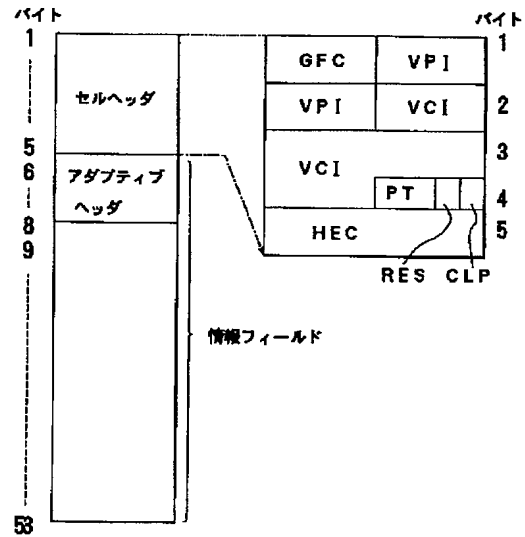 バイト
1
セルヘッダ
5
6
アダプティブ
ヘッダ
8
9
情報フィールド
53
バイト
GFC
VPI
1
VPI
VCI
2
VCI
3
PT
4
HEC
5
RES CLP